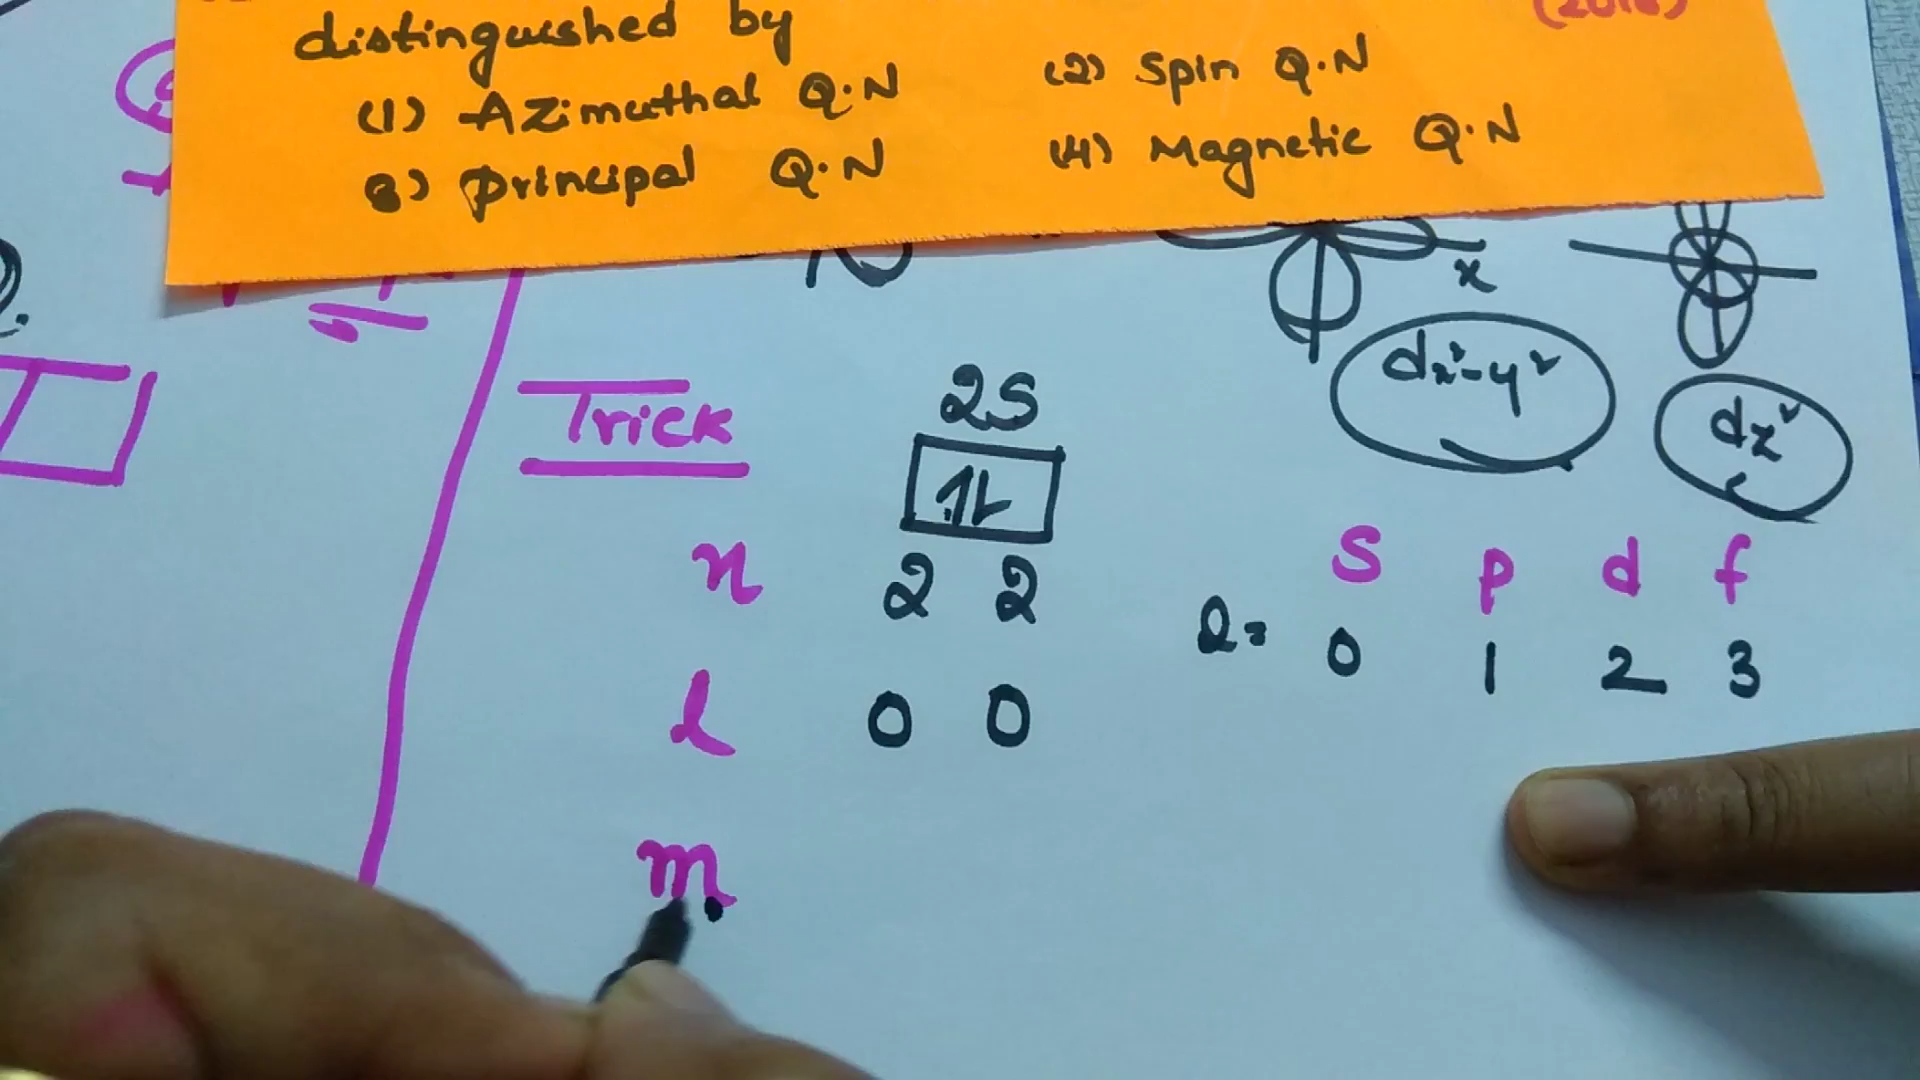 distinguished by
(1) Azimuthal Q.N (2) Spin Q.N
3) Principal Q.N (4) Magnetic Q.N
x
dx²-y²
dz²
Trick
2S
1L
n 2 2
l 0 0
m
S p d f
l= 0 1 2 3